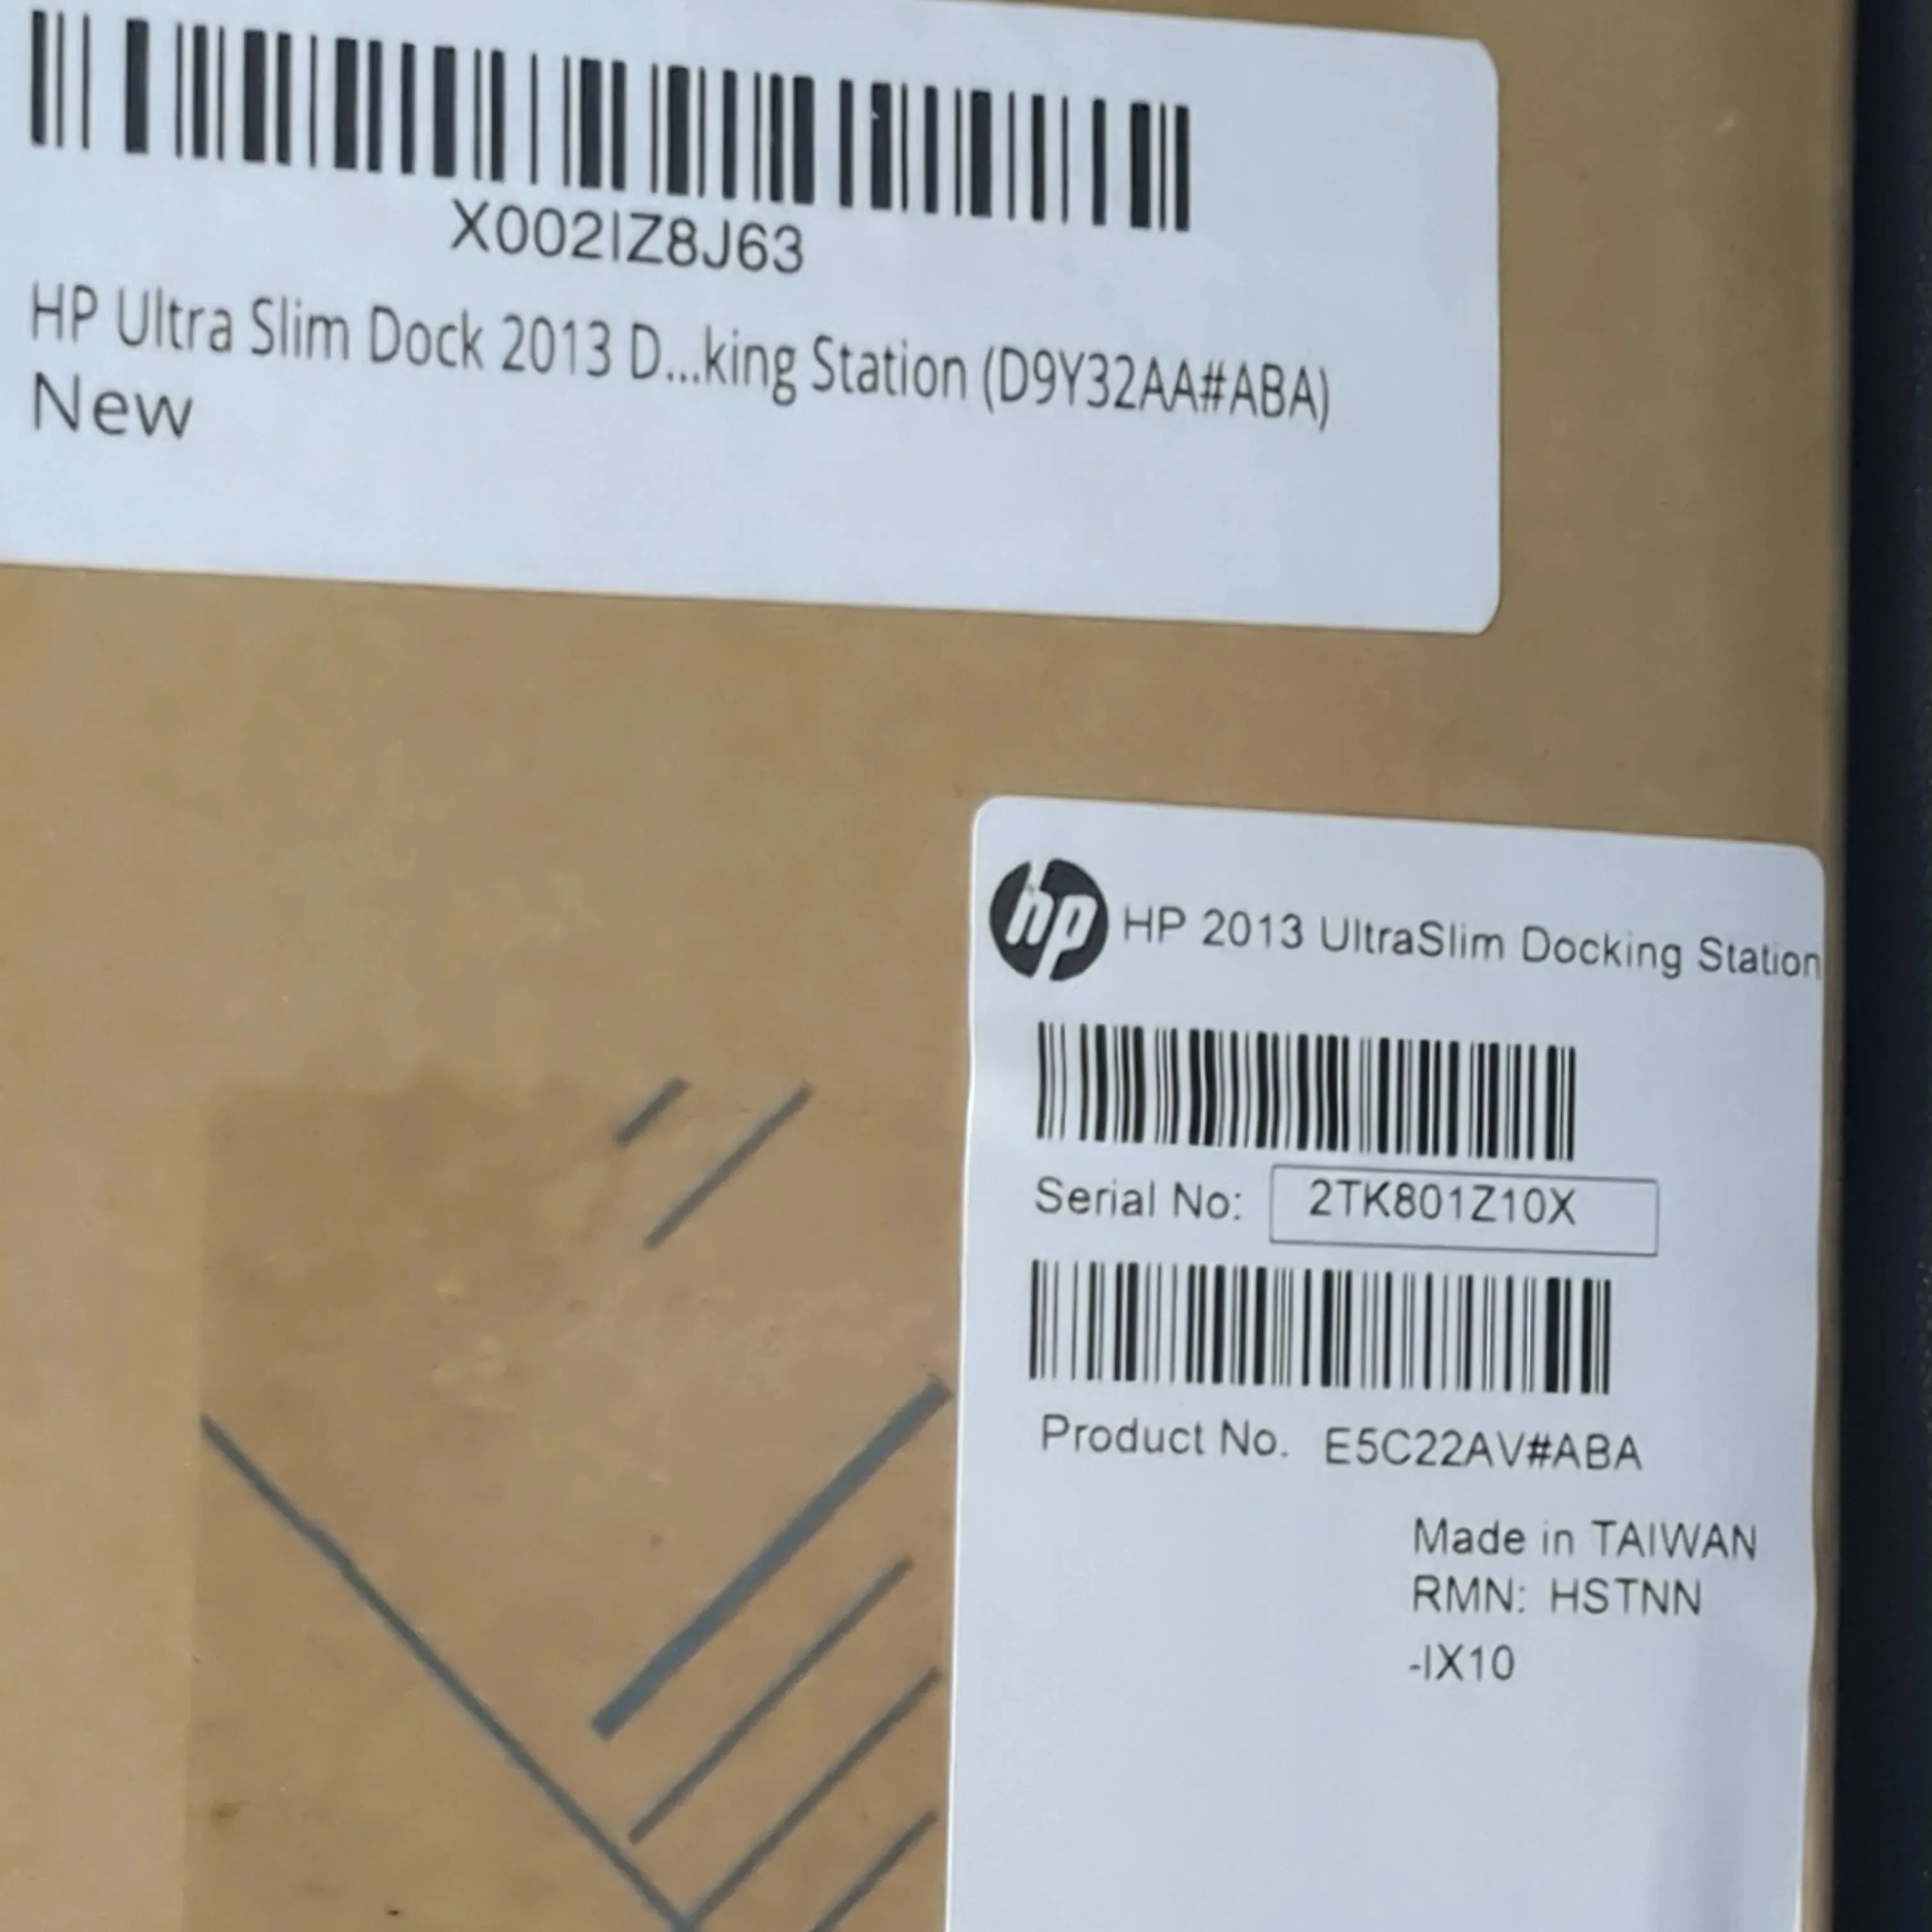 X002IZ8J63
HP Ultra Slim Dock 2013 D...king Station (D9Y32AA#ABA)
New
hp HP 2013 UltraSlim Docking Station
Serial No: 2TK801Z10X
Product No. E5C22AV#ABA
Made in TAIWAN
RMN: HSTNN
-IX10